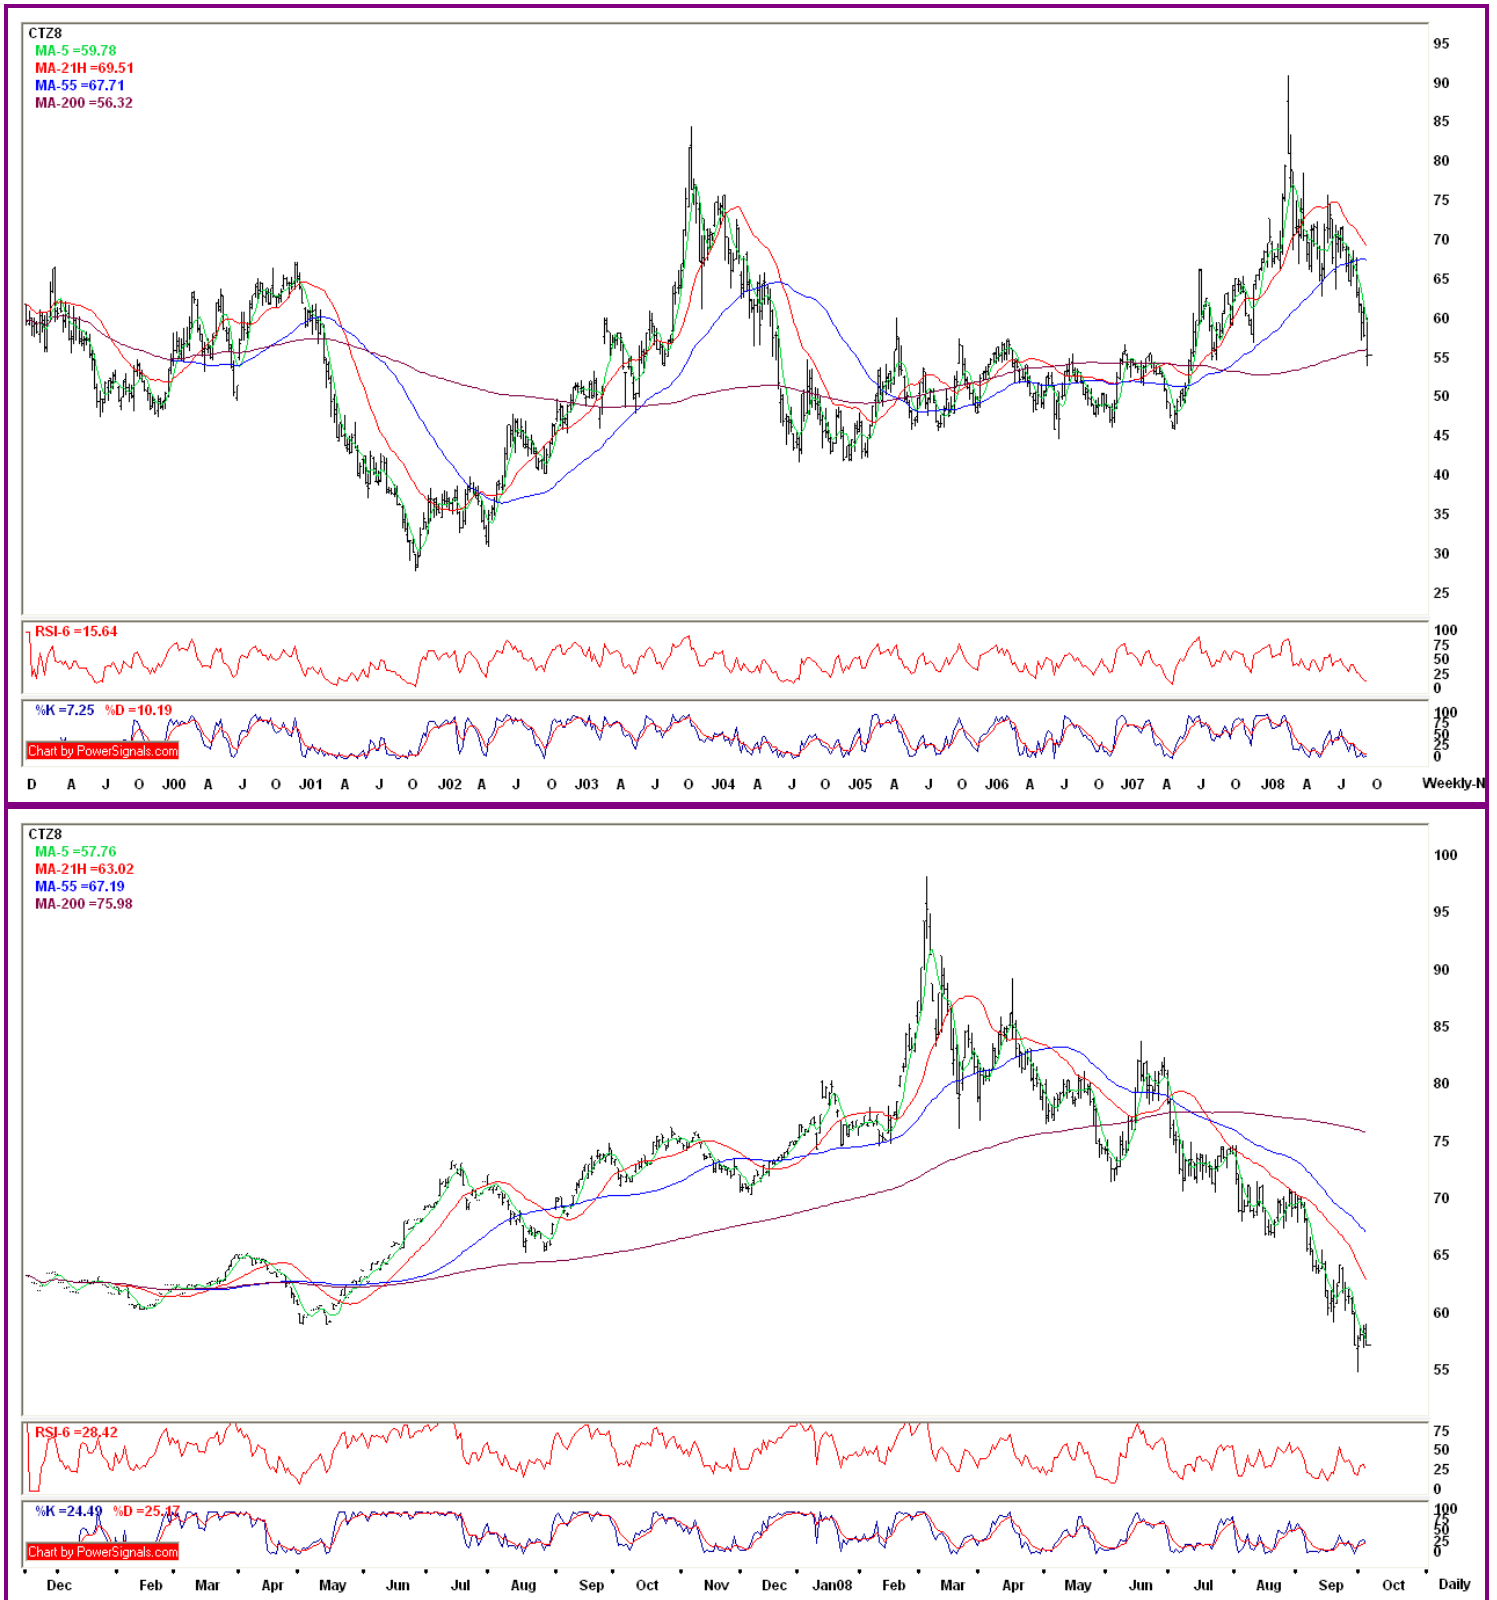 CTZ8
MA-5 =59.78
MA-21H =69.51
MA-55 =67.71
MA-200 =56.32
95
90
85
80
75
70
65
60
55
50
45
40
35
30
25
RSI-6 =15.64
100
75
50
25
0
%K =7.25 %D =10.19
100
75
50
25
0
Chart by PowerSignals.com
D A J O J00 A J O J01 A J O J02 A J O J03 A J O J04 A J O J05 A J O J06 A J O J07 A J O J08 A J O Weekly-N
CTZ8
MA-5 =57.76
MA-21H =63.02
MA-55 =67.19
MA-200 =75.98
100
95
90
85
80
75
70
65
60
55
RSI-6 =28.42
75
50
25
0
%K =24.49 %D =25.17
100
75
50
25
0
Chart by PowerSignals.com
Dec Feb Mar Apr May Jun Jul Aug Sep Oct Nov Dec Jan08 Feb Mar Apr May Jun Jul Aug Sep Oct Daily